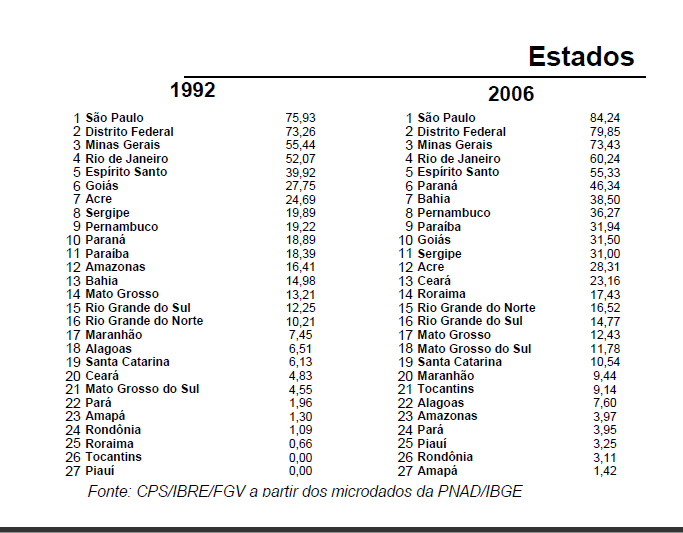 Estados
1992 2006
1 São Paulo 75,93 1 São Paulo 84,24
2 Distrito Federal 73,26 2 Distrito Federal 79,85
3 Minas Gerais 55,44 3 Minas Gerais 73,43
4 Rio de Janeiro 52,07 4 Rio de Janeiro 60,24
5 Espírito Santo 39,92 5 Espírito Santo 55,33
6 Goiás 27,75 6 Paraná 46,34
7 Acre 24,69 7 Bahia 38,50
8 Sergipe 19,89 8 Pernambuco 36,27
9 Pernambuco 19,22 9 Paraíba 31,94
10 Paraná 18,89 10 Goiás 31,50
11 Paraíba 18,39 11 Sergipe 31,00
12 Amazonas 16,41 12 Acre 28,31
13 Bahia 14,98 13 Ceará 23,16
14 Mato Grosso 13,21 14 Roraima 17,43
15 Rio Grande do Sul 12,25 15 Rio Grande do Norte 16,52
16 Rio Grande do Norte 10,21 16 Rio Grande do Sul 14,77
17 Maranhão 7,45 17 Mato Grosso 12,43
18 Alagoas 6,51 18 Mato Grosso do Sul 11,78
19 Santa Catarina 6,13 19 Santa Catarina 10,54
20 Ceará 4,83 20 Maranhão 9,44
21 Mato Grosso do Sul 4,55 21 Tocantins 9,14
22 Pará 1,96 22 Alagoas 7,60
23 Amapá 1,30 23 Amazonas 3,97
24 Rondônia 1,09 24 Pará 3,95
25 Roraima 0,66 25 Piauí 3,25
26 Tocantins 0,00 26 Rondônia 3,11
27 Piauí 0,00 27 Amapá 1,42
Fonte: CPS/IBRE/FGV a partir dos microdados da PNAD/IBGE